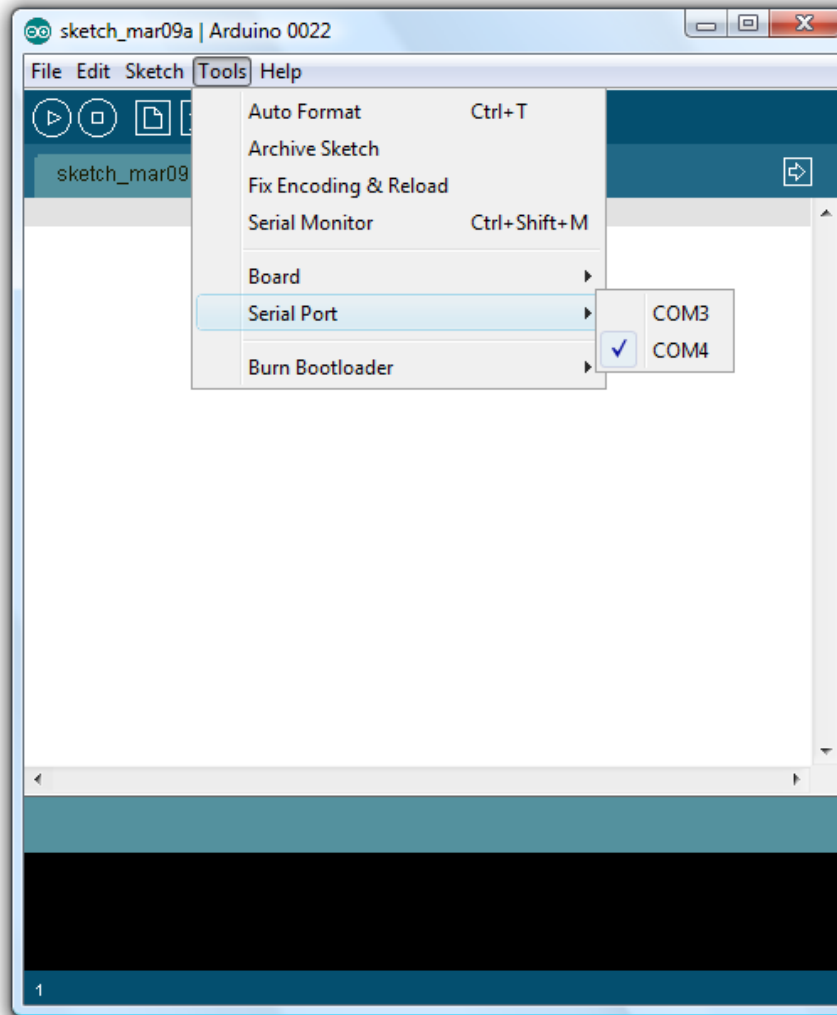 sketch_mar09a | Arduino 0022
File Edit Sketch Tools Help
sketch_mar09
Auto Format Ctrl+T
Archive Sketch
Fix Encoding & Reload
Serial Monitor Ctrl+Shift+M
Board
Serial Port
Burn Bootloader
COM3
COM4
1